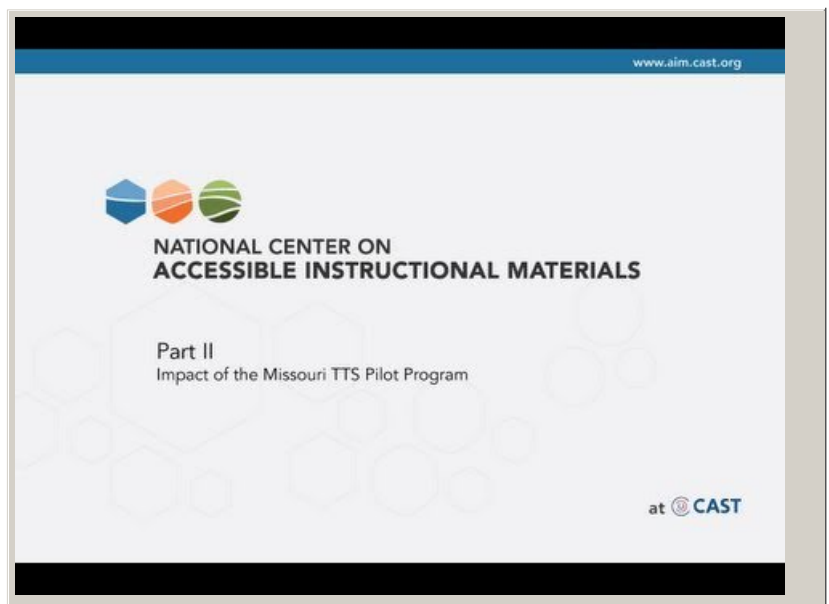 www.aim.cast.org
NATIONAL CENTER ON
ACCESSIBLE INSTRUCTIONAL MATERIALS
Part II
Impact of the Missouri TTS Pilot Program
at CAST